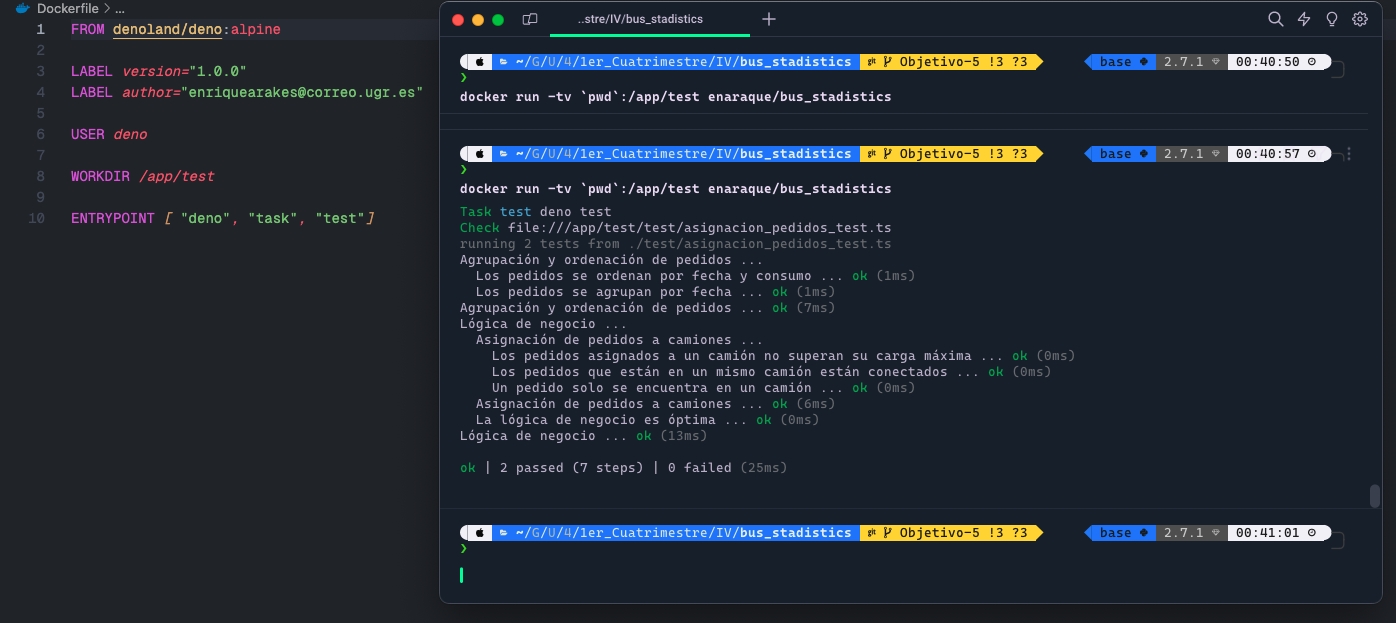 Dockerfile > ...
1 FROM denoland/deno:alpine
2
3 LABEL version="1.0.0"
4 LABEL author="enriquearakes@correo.ugr.es"
5
6 USER deno
7
8 WORKDIR /app/test
9
10 ENTRYPOINT [ "deno", "task", "test"]
..stre/IV/bus_stadistics
~/G/U/4/1er_Cuatrimestre/IV/bus_stadistics git Objetivo-5 !3 ?3 base 2.7.1 00:40:50
❯
docker run -tv `pwd`:/app/test enaraque/bus_stadistics
~/G/U/4/1er_Cuatrimestre/IV/bus_stadistics git Objetivo-5 !3 ?3 base 2.7.1 00:40:57
❯
docker run -tv `pwd`:/app/test enaraque/bus_stadistics
Task test deno test
Check file:///app/test/test/asignacion_pedidos_test.ts
running 2 tests from ./test/asignacion_pedidos_test.ts
Agrupación y ordenación de pedidos ...
  Los pedidos se ordenan por fecha y consumo ... ok (1ms)
  Los pedidos se agrupan por fecha ... ok (1ms)
Agrupación y ordenación de pedidos ... ok (7ms)
Lógica de negocio ...
  Asignación de pedidos a camiones ...
    Los pedidos asignados a un camión no superan su carga máxima ... ok (0ms)
    Los pedidos que están en un mismo camión están conectados ... ok (0ms)
    Un pedido solo se encuentra en un camión ... ok (0ms)
  Asignación de pedidos a camiones ... ok (6ms)
  La lógica de negocio es óptima ... ok (0ms)
Lógica de negocio ... ok (13ms)
ok | 2 passed (7 steps) | 0 failed (25ms)
~/G/U/4/1er_Cuatrimestre/IV/bus_stadistics git Objetivo-5 !3 ?3 base 2.7.1 00:41:01
❯